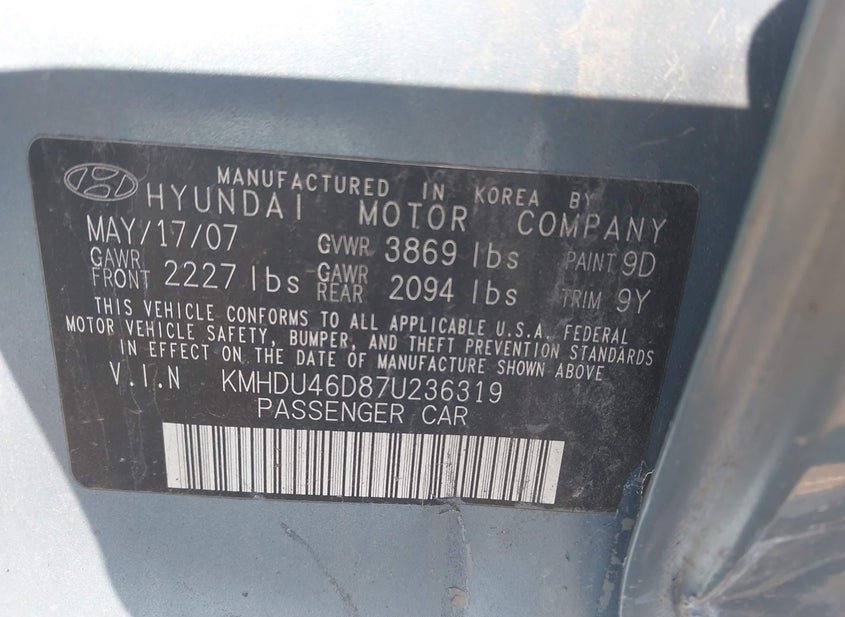 MANUFACTURED IN KOREA BY
HYUNDAI MOTOR COMPANY
MAY/17/07 GVWR 3869 lbs PAINT 9D
GAWR FRONT 2227 lbs GAWR REAR 2094 lbs TRIM 9Y
THIS VEHICLE CONFORMS TO ALL APPLICABLE U.S.A. FEDERAL
MOTOR VEHICLE SAFETY, BUMPER, AND THEFT PREVENTION STANDARDS
IN EFFECT ON THE DATE OF MANUFACTURE SHOWN ABOVE
V.I.N KMHDU46D87U236319
PASSENGER CAR